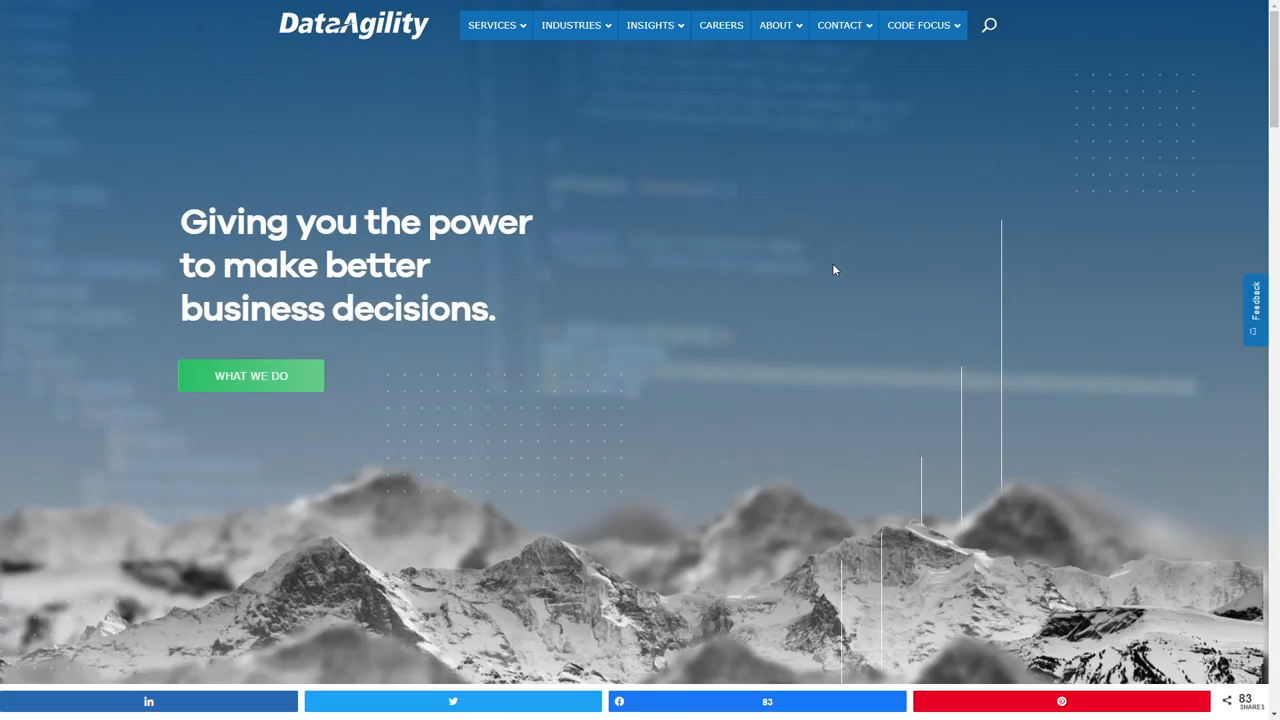 DataAgility
SERVICES
INDUSTRIES
INSIGHTS
CAREERS
ABOUT
CONTACT
CODE FOCUS
Giving you the power
to make better
business decisions.
WHAT WE DO
Feedback
83
83
SHARES